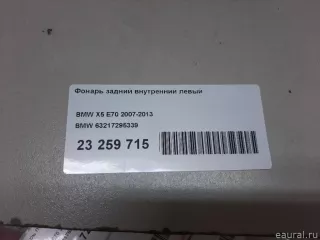 Фонарь задний внутренний левый
BMW X5 E70 2007-2013
BMW 63217295339
23 259 715
eaural.ru